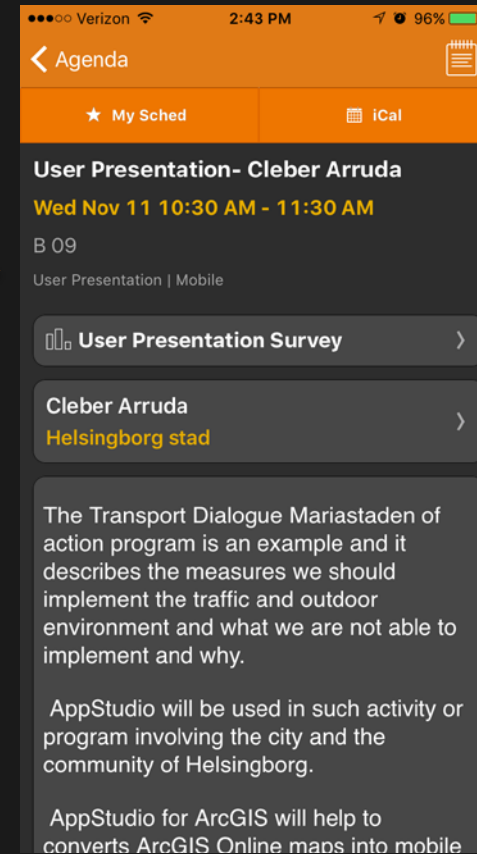 Verizon 2:43 PM 96%
Agenda
My Sched iCal
User Presentation- Cleber Arruda
Wed Nov 11 10:30 AM - 11:30 AM
B 09
User Presentation | Mobile
User Presentation Survey
Cleber Arruda
Helsingborg stad
The Transport Dialogue Mariastaden of
action program is an example and it
describes the measures we should
implement the traffic and outdoor
environment and what we are not able to
implement and why.
AppStudio will be used in such activity or
program involving the city and the
community of Helsingborg.
AppStudio for ArcGIS will help to
converts ArcGIS Online maps into mobile